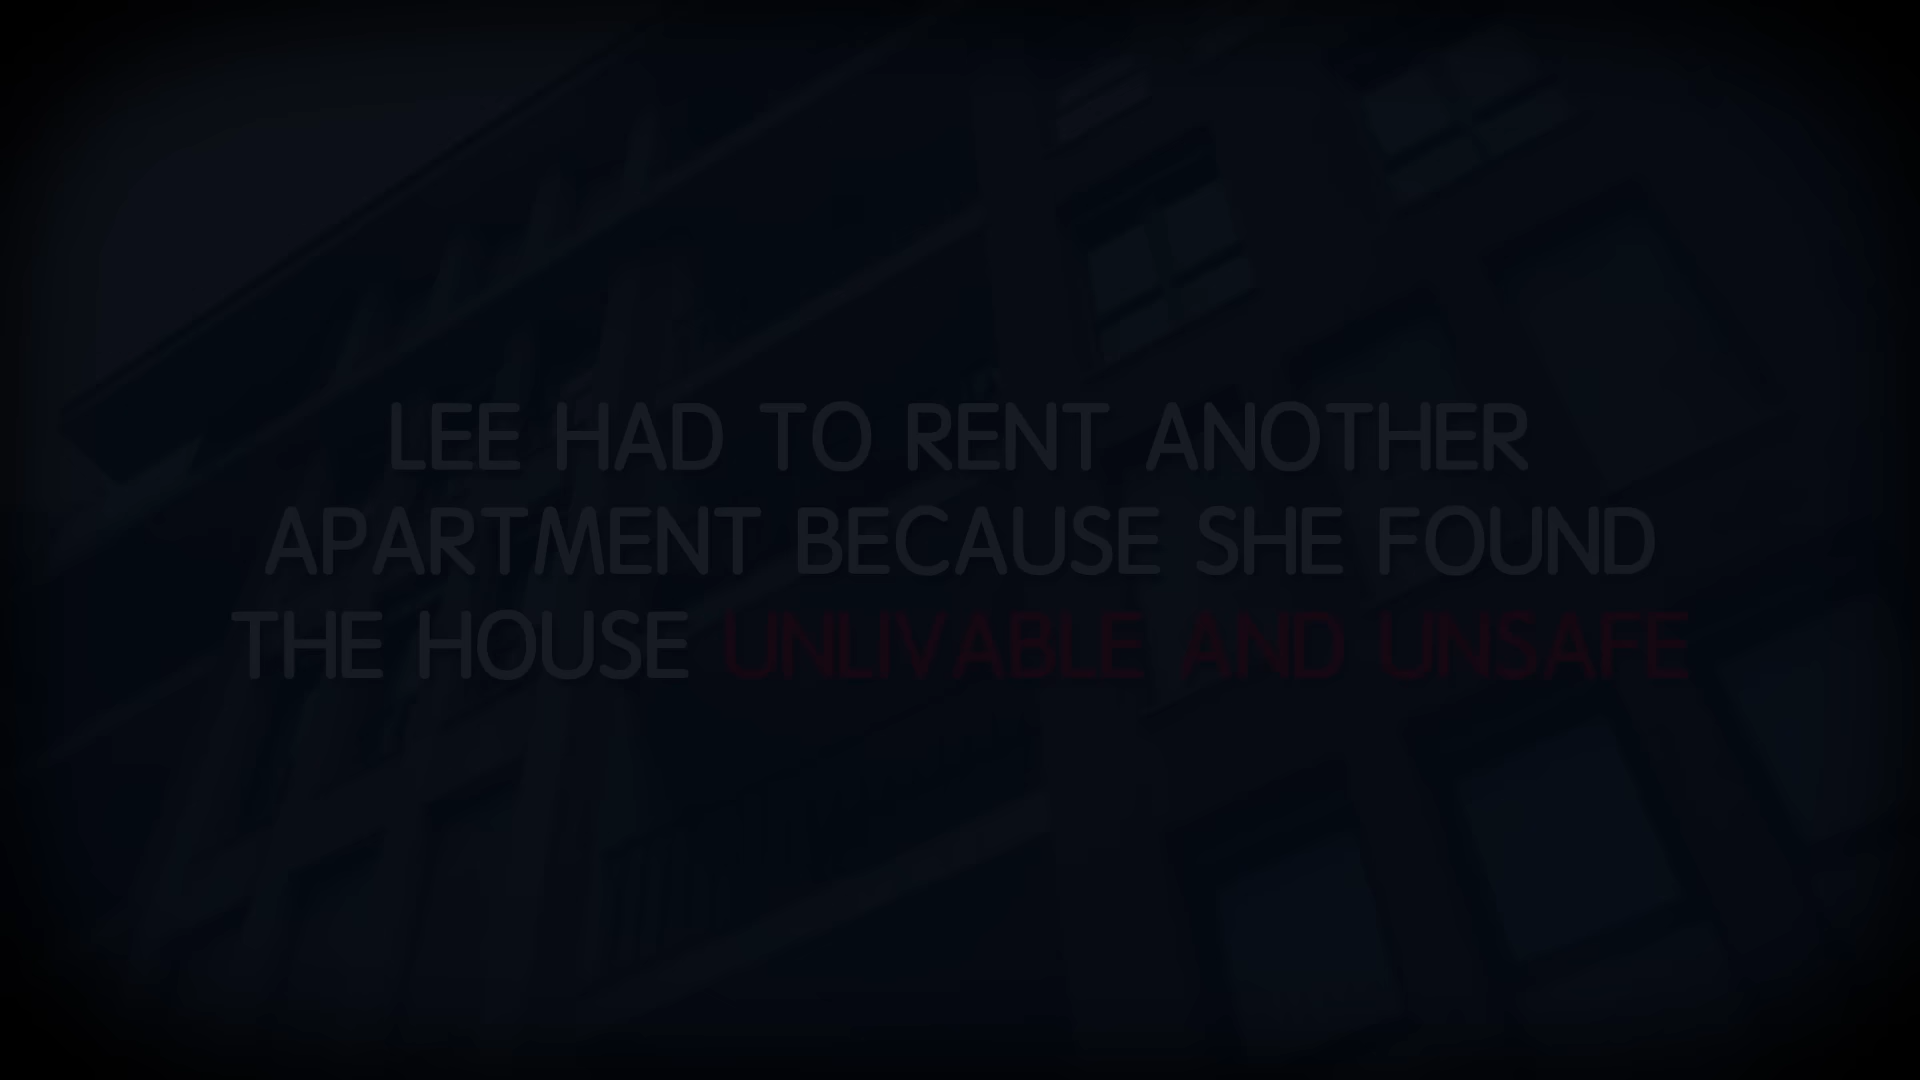 LEE HAD TO RENT ANOTHER
APARTMENT BECAUSE SHE FOUND
THE HOUSE UNLIVABLE AND UNSAFE